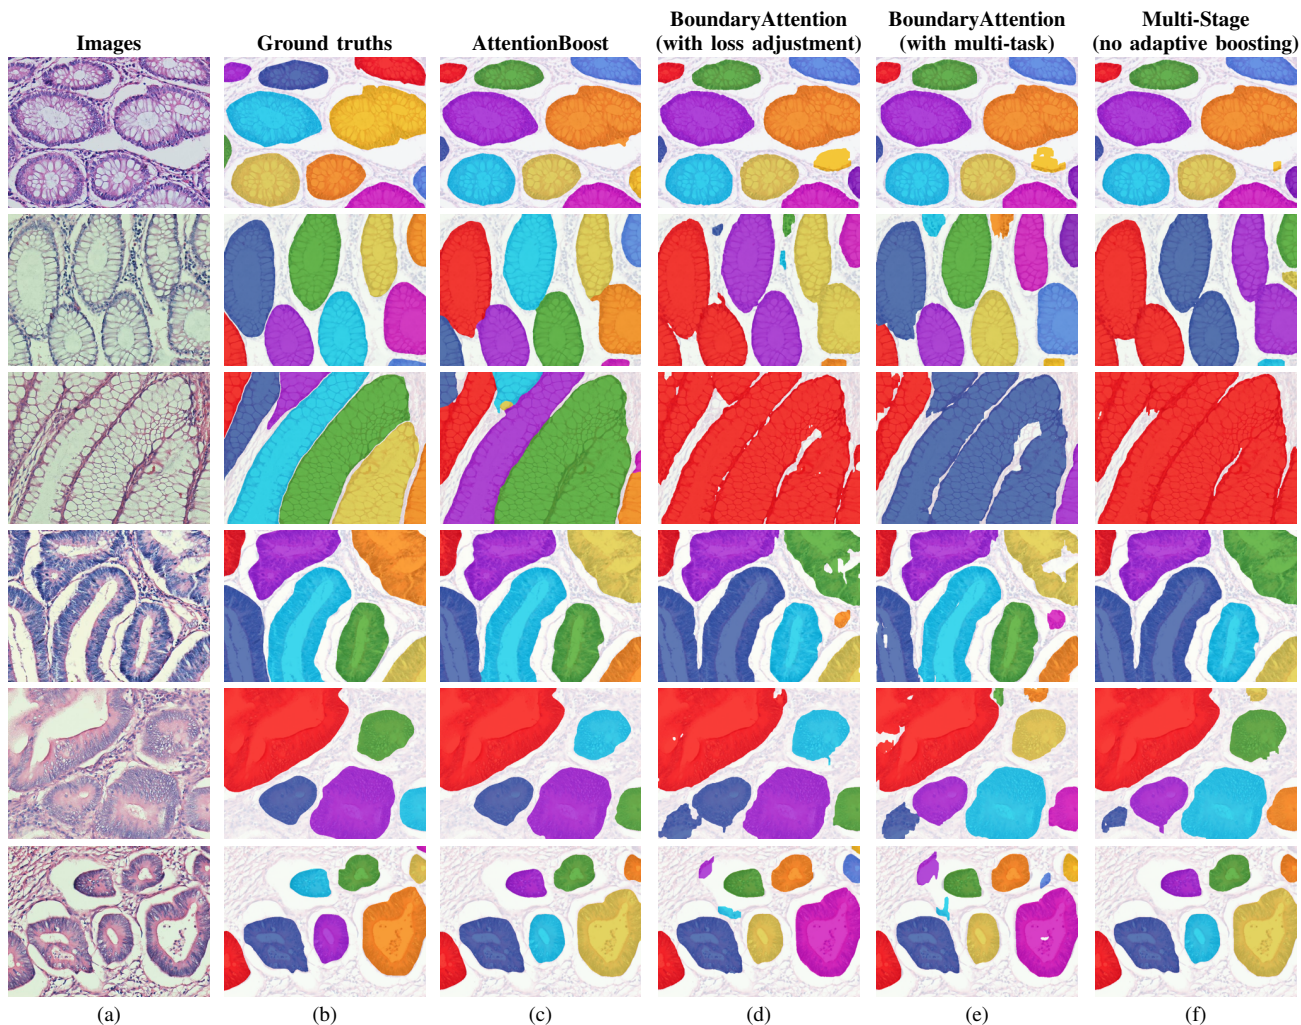 Images
Ground truths
AttentionBoost
BoundaryAttention
(with loss adjustment)
BoundaryAttention
(with multi-task)
Multi-Stage
(no adaptive boosting)
(a)
(b)
(c)
(d)
(e)
(f)